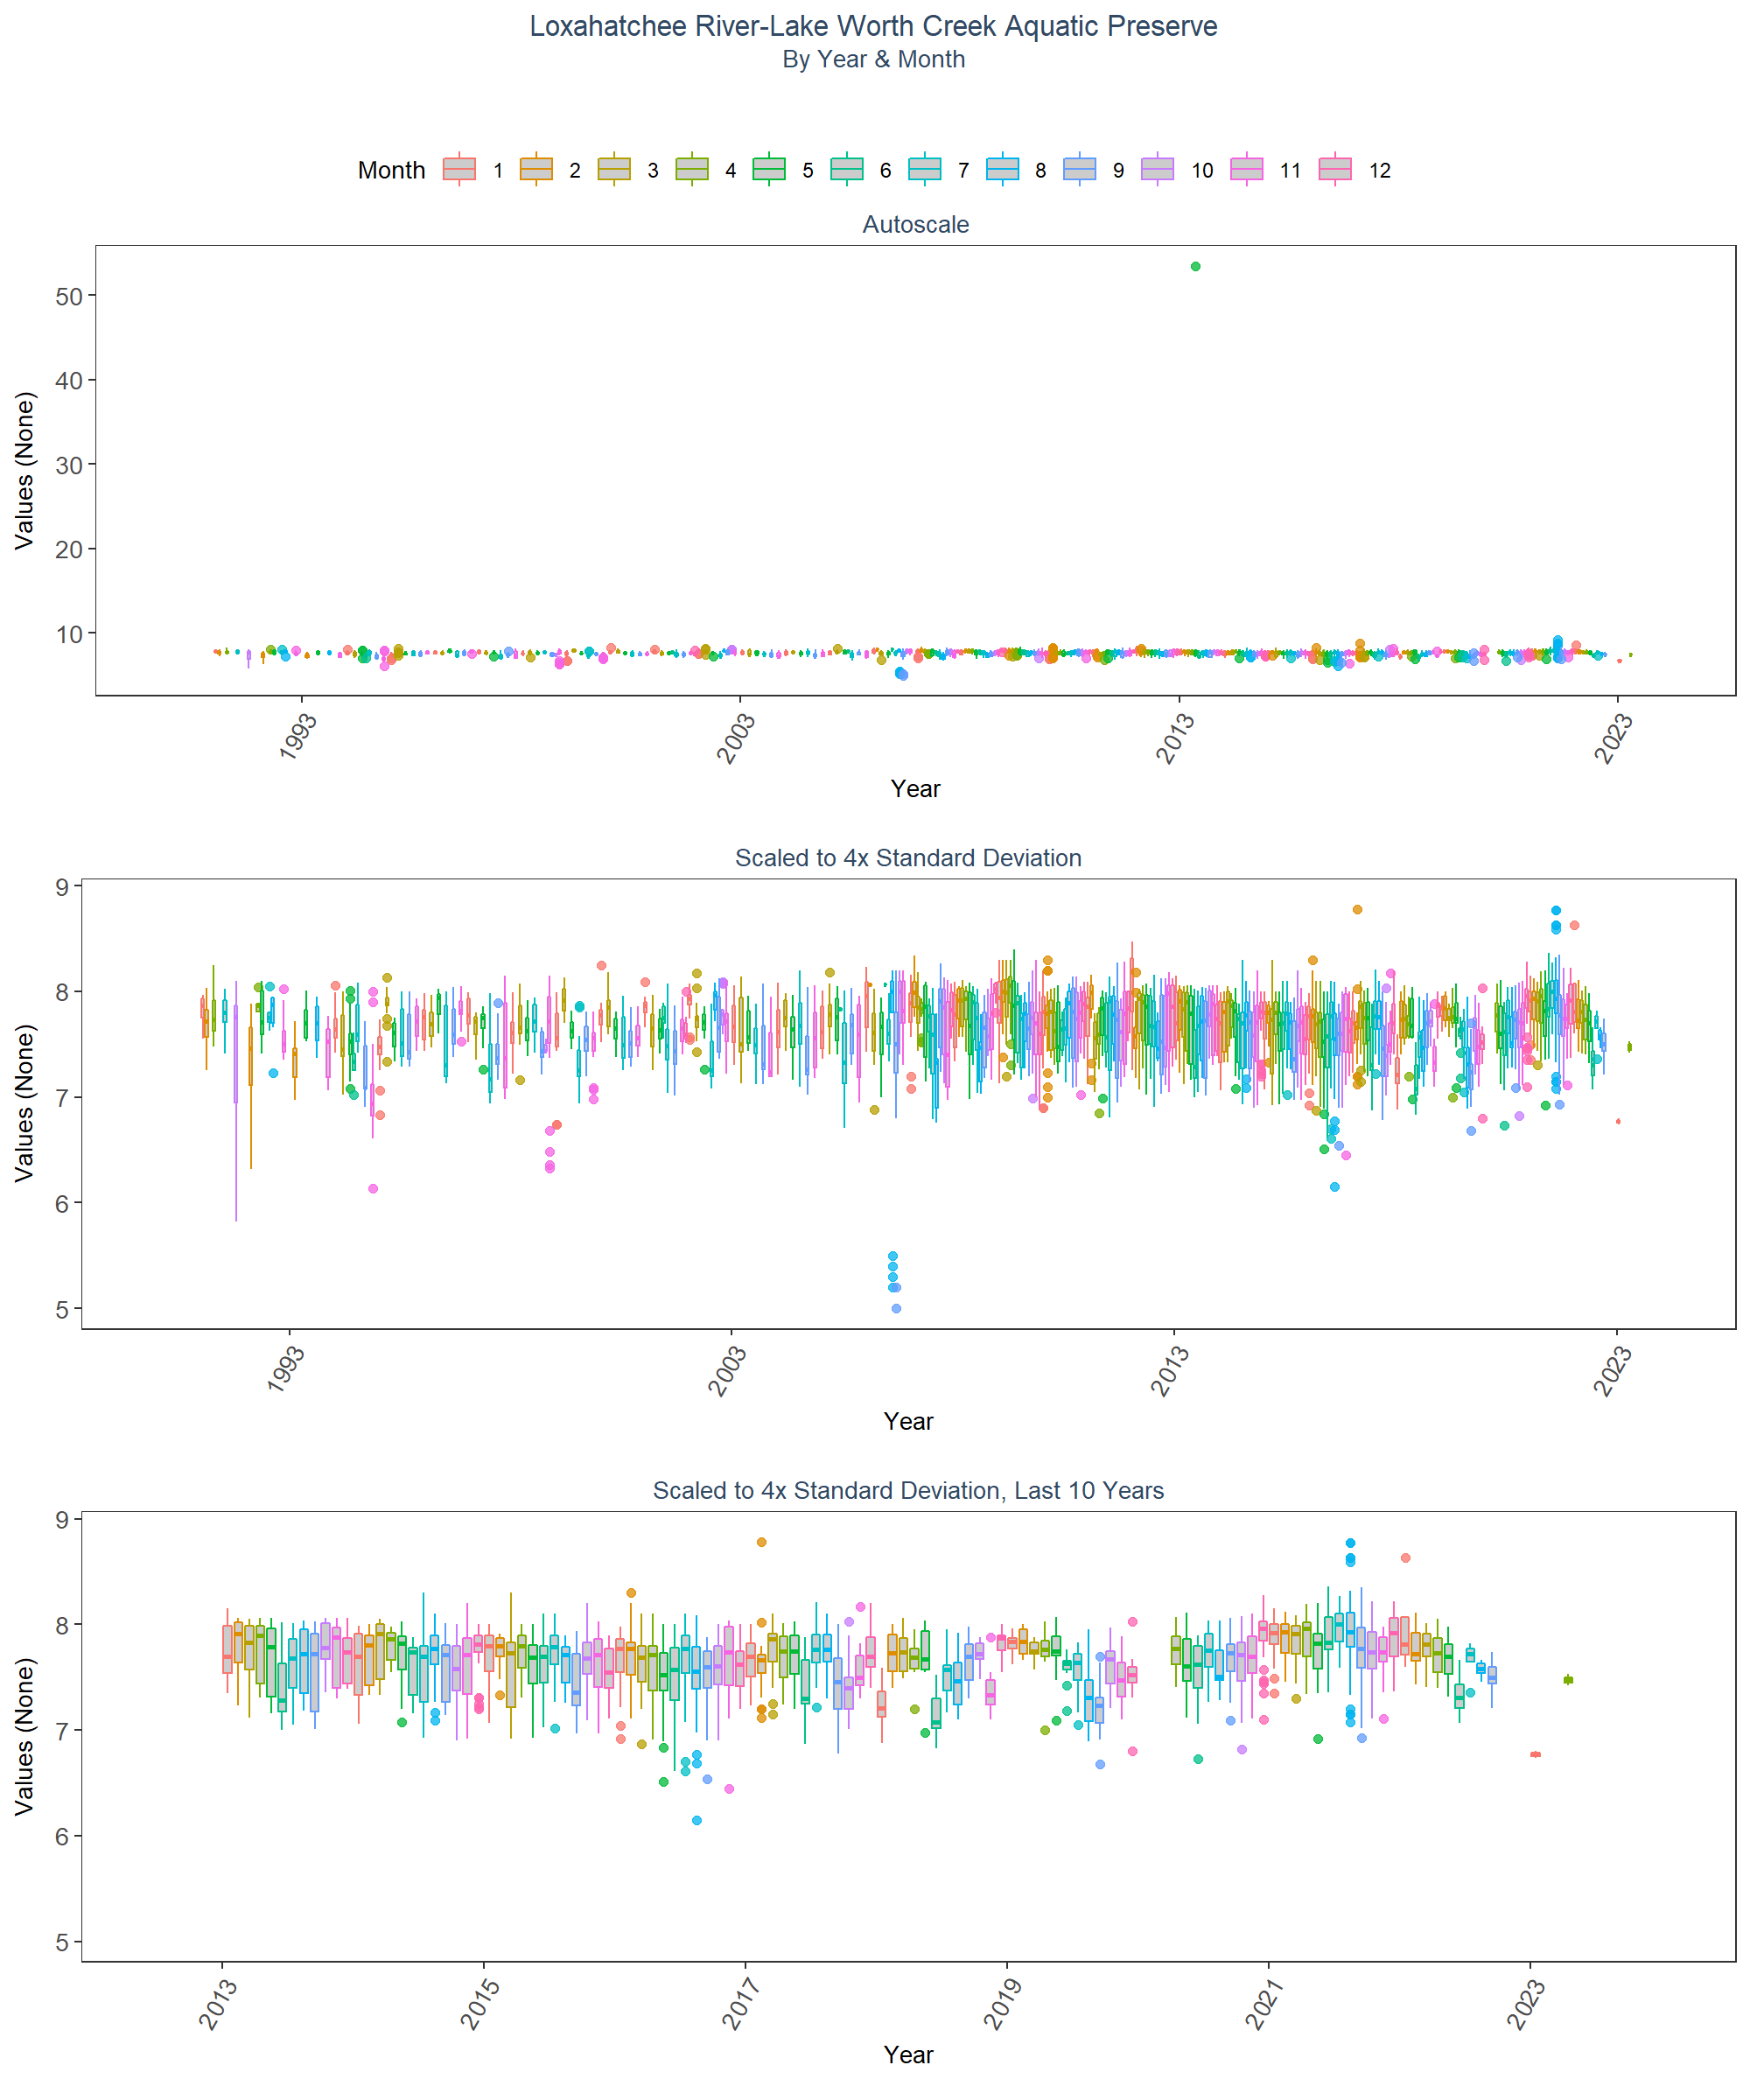 Loxahatchee River-Lake Worth Creek Aquatic Preserve
By Year & Month
Month 1 2 3 4 5 6 7 8 9 10 11 12
Autoscale
Values (None)
50
40
30
20
10
1993 2003 2013 2023
Year
Scaled to 4x Standard Deviation
Values (None)
9
8
7
6
5
1993 2003 2013 2023
Year
Scaled to 4x Standard Deviation, Last 10 Years
Values (None)
9
8
7
6
5
2013 2015 2017 2019 2021 2023
Year